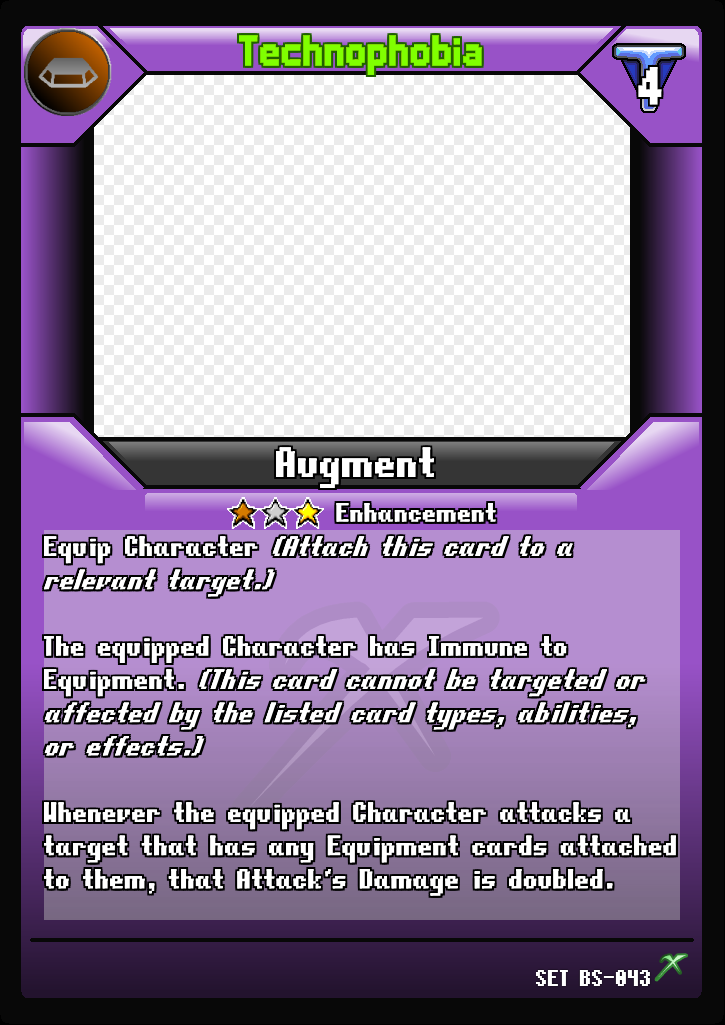 Technophobia
4
Augment
Enhancement
Equip Character (Attach this card to a
relevant target.)
The equipped Character has Immune to
Equipment. (This card cannot be targeted or
affected by the listed card types, abilities,
or effects.)
Whenever the equipped Character attacks a
target that has any Equipment cards attached
to them, that Attack's Damage is doubled.
SET BS-043